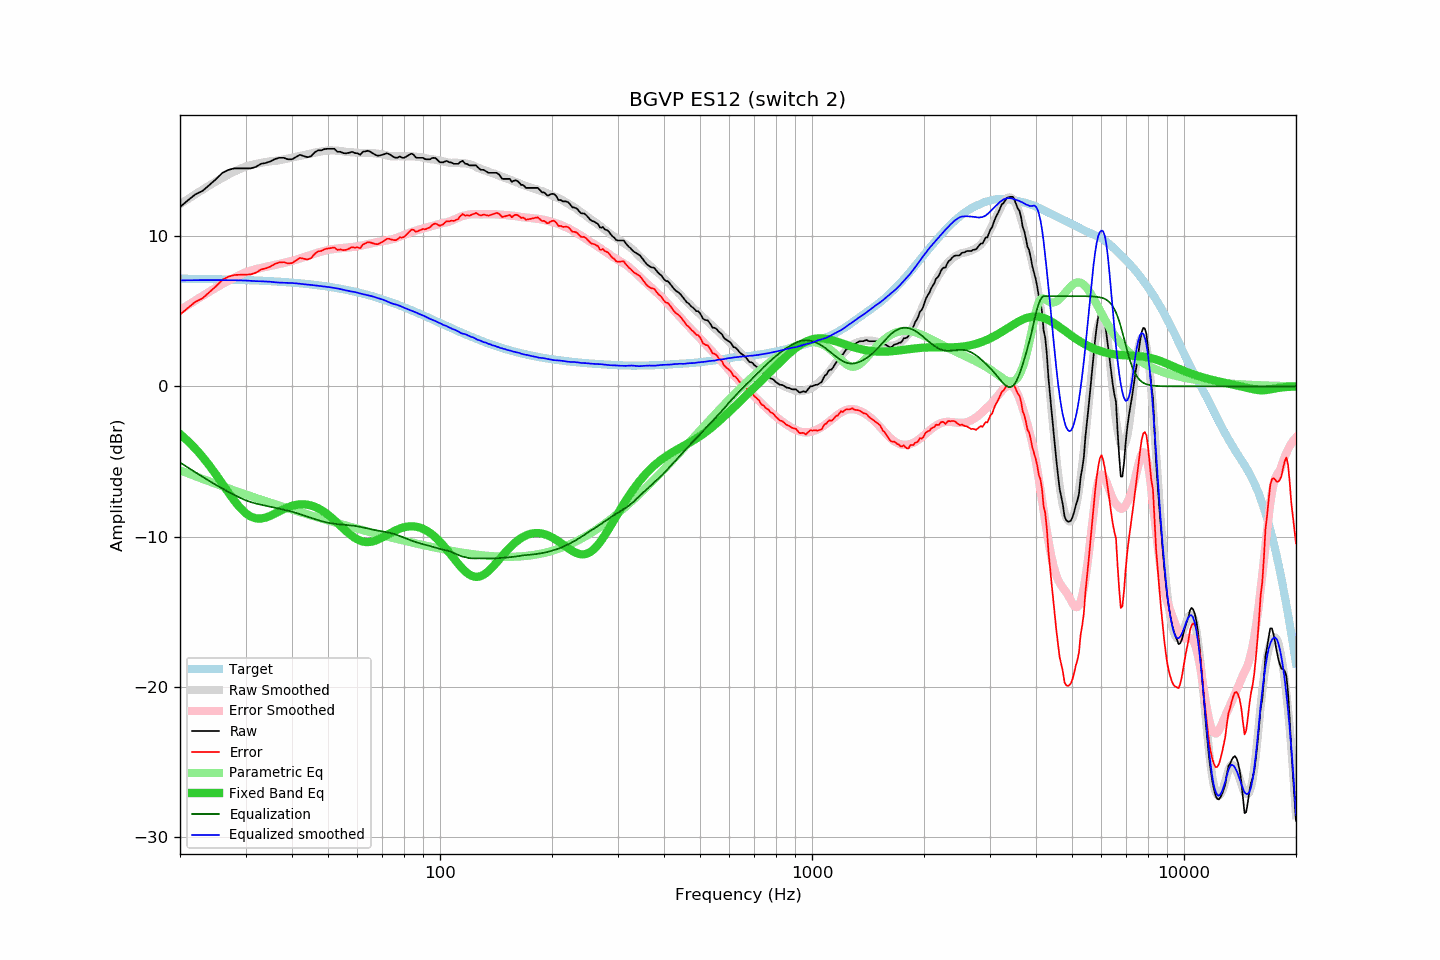 BGVP ES12 (switch 2)
10
0
−10
−20
−30
Amplitude (dBr)
Target
Raw Smoothed
Error Smoothed
Raw
Error
Parametric Eq
Fixed Band Eq
Equalization
Equalized smoothed
100
1000
10000
Frequency (Hz)